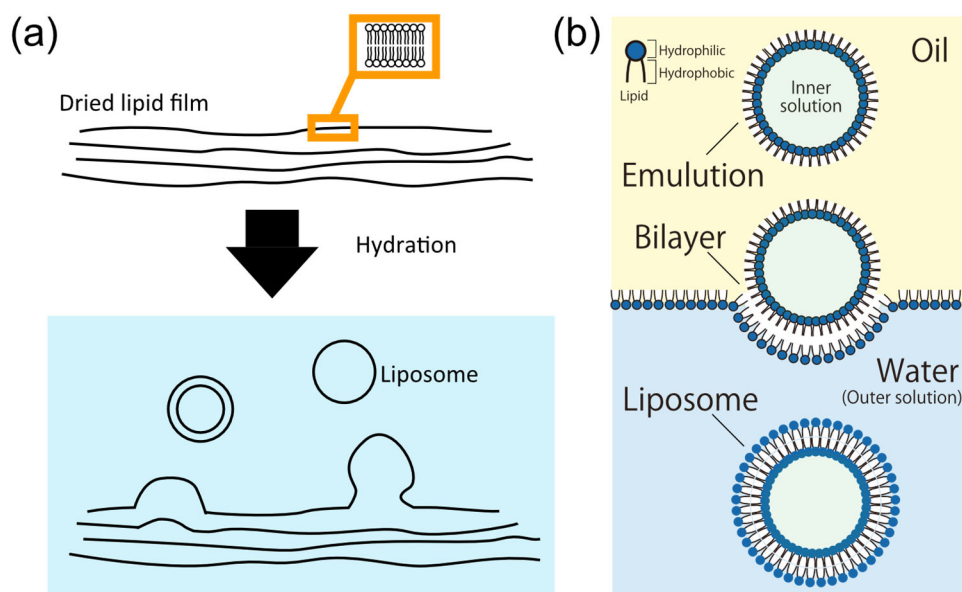 (a)
Dried lipid film
Hydration
Liposome
(b)
Hydrophilic
Hydrophobic
Lipid
Oil
Inner
solution
Emulution
Bilayer
Water
(Outer solution)
Liposome